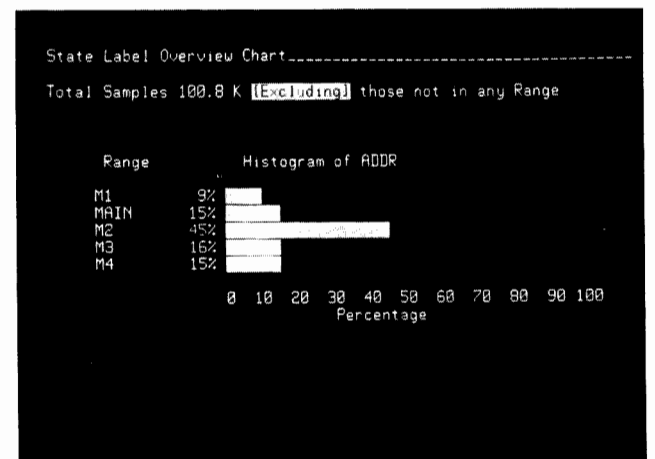 State Label Overview Chart
Total Samples 100.8 K [Excluding] those not in any Range
Range Histogram of ADDR
M1 9%
MAIN 15%
M2 45%
M3 16%
M4 15%
0 10 20 30 40 50 60 70 80 90 100
Percentage